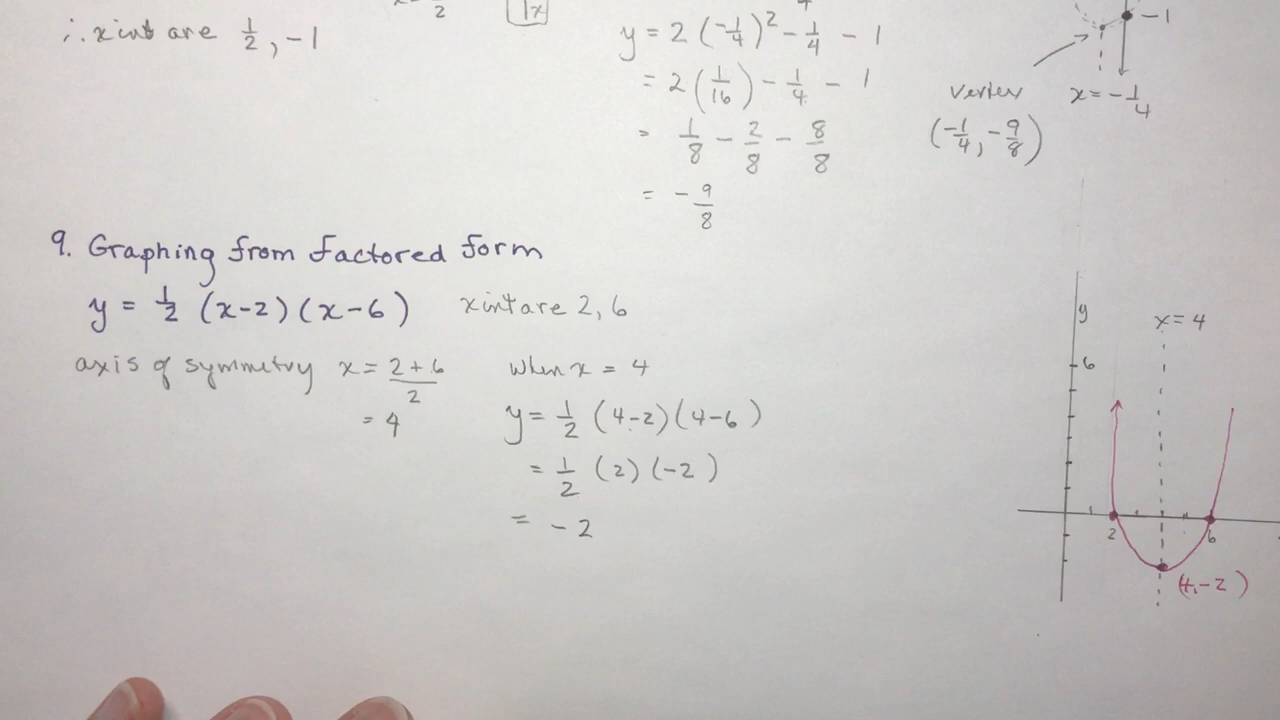 ∴ x int are 1/2, -1
y = 2(-1/4)² - 1/4 - 1
= 2(1/16) - 1/4 - 1
= 1/8 - 2/8 - 8/8
= -9/8
-1
vertex
(-1/4, -9/8)
x = -1/4
9. Graphing from factored form
y = 1/2 (x-2)(x-6)
x int are 2, 6
axis of symmetry x = 2+6/2
= 4
when x = 4
y = 1/2 (4-2)(4-6)
= 1/2 (2)(-2)
= -2
y
x = 4
6
2
6
(4, -2)